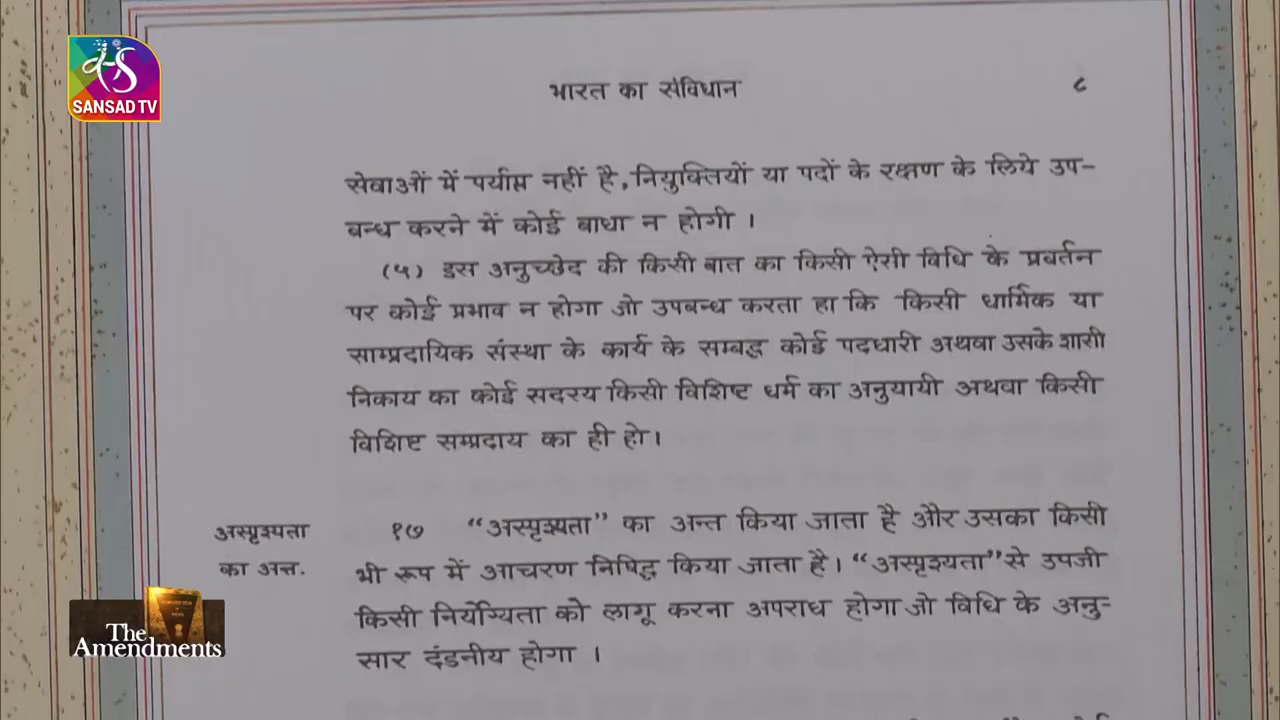 SANSAD TV
भारत का संविधान
८
सेवाओं में पर्याप्त नहीं है, नियुक्तियों या पदों के रक्षण के लिये उप-
बन्ध करने में कोई बाधा न होगी ।
(५) इस अनुच्छेद की किसी बात का किसी ऐसी विधि के प्रवर्तन
पर कोई प्रभाव न होगा जो उपबन्ध करता हा कि किसी धार्मिक या
साम्प्रदायिक संस्था के कार्य के सम्बद्ध कोई पदधारी अथवा उसके शासी
निकाय का कोई सदस्य किसी विशिष्ट धर्म का अनुयायी अथवा किसी
विशिष्ट सम्प्रदाय का ही हो।
अस्पृश्यता
का अन्त.
१७ “अस्पृश्यता” का अन्त किया जाता है और उसका किसी
भी रूप में आचरण निषिद्ध किया जाता है। “अस्पृश्यता” से उपजी
किसी निर्योग्यिता को लागू करना अपराध होगा जो विधि के अनु-
सार दंडनीय होगा ।
The
Amendments